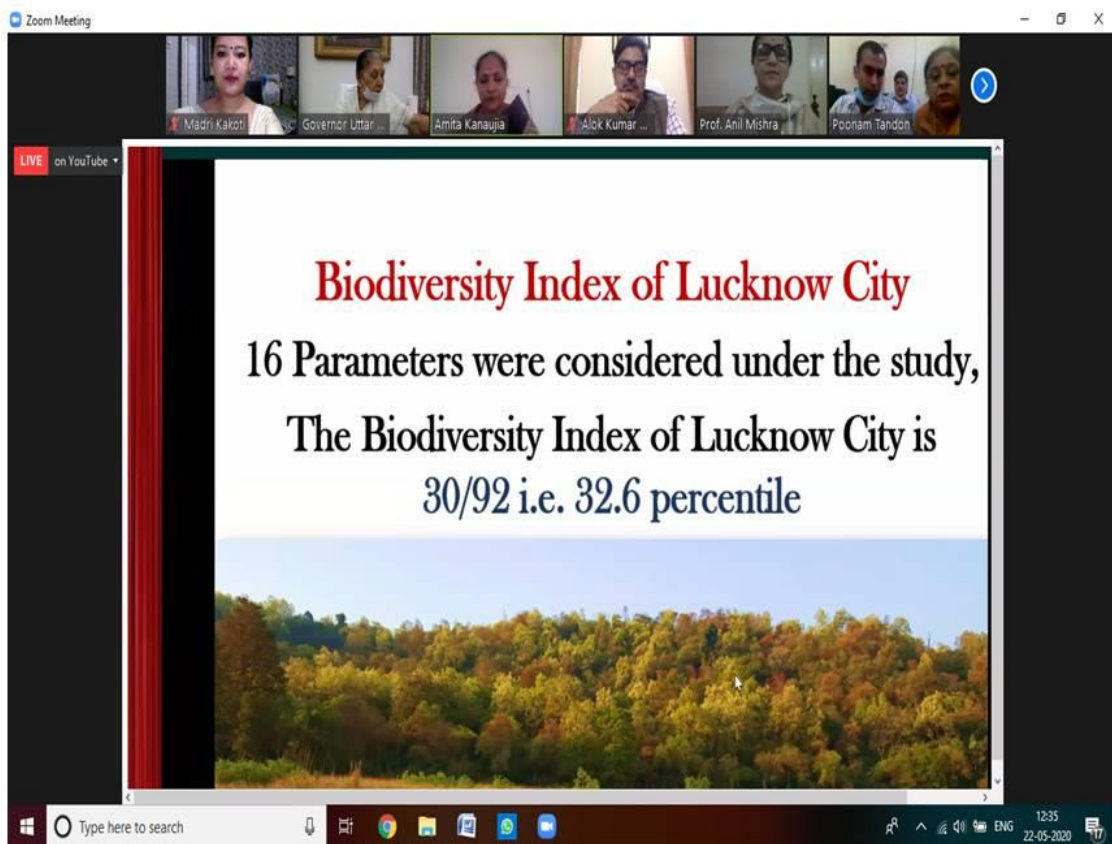 Zoom Meeting
Madri Kakoti
Governor Uttar ...
Amita Kanaujia
Alok Kumar ...
Prof. Anil Mishra
Poonam Tandon
LIVE on YouTube
Biodiversity Index of Lucknow City
16 Parameters were considered under the study,
The Biodiversity Index of Lucknow City is
30/92 i.e. 32.6 percentile
Type here to search
ENG
12:35
22-05-2020
17